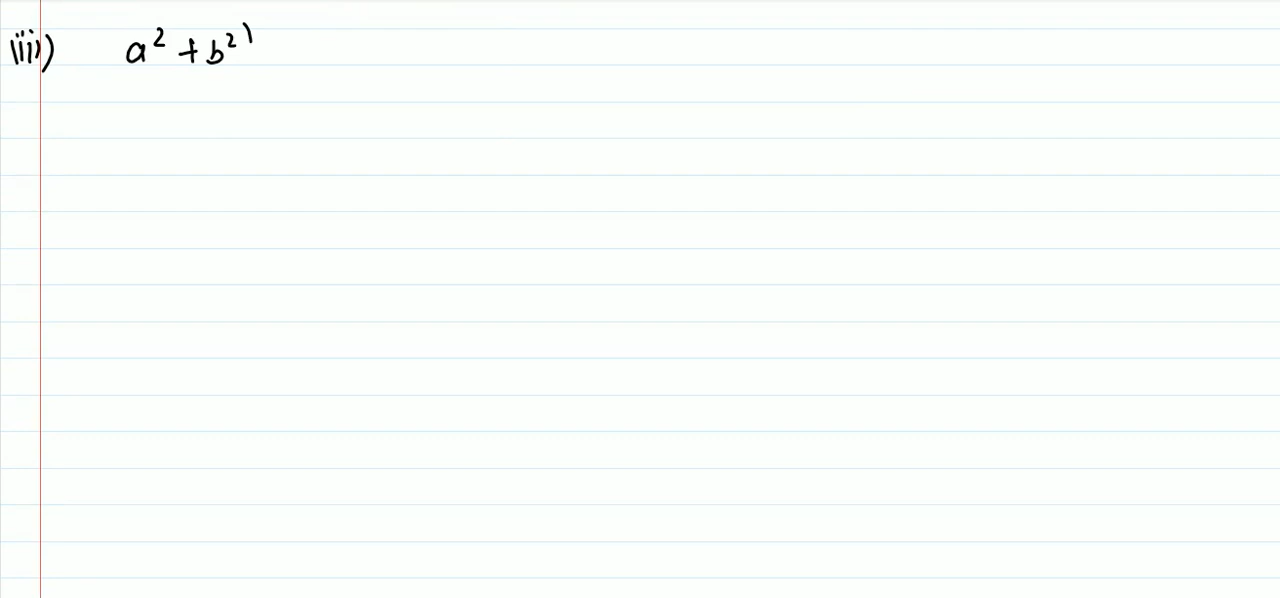 iii) a² + b²